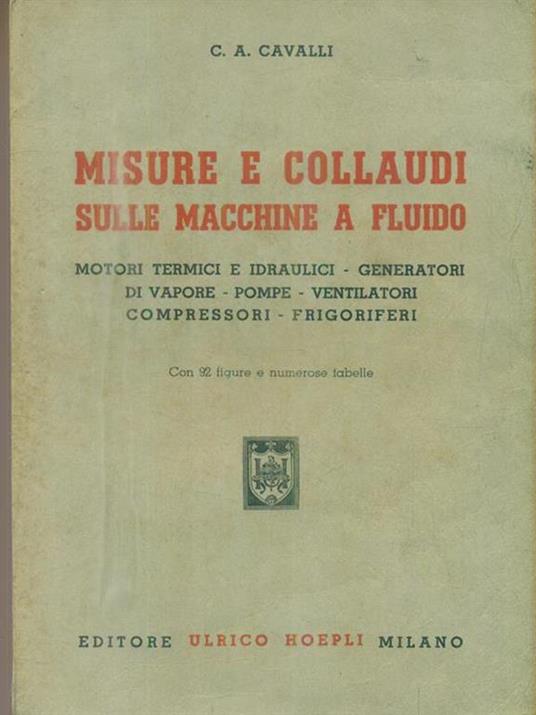 C. A. CAVALLI
MISURE E COLLAUDI
SULLE MACCHINE A FLUIDO
MOTORI TERMICI E IDRAULICI - GENERATORI
DI VAPORE - POMPE - VENTILATORI
COMPRESSORI - FRIGORIFERI
Con 92 figure e numerose tabelle
EDITORE ULRICO HOEPLI MILANO